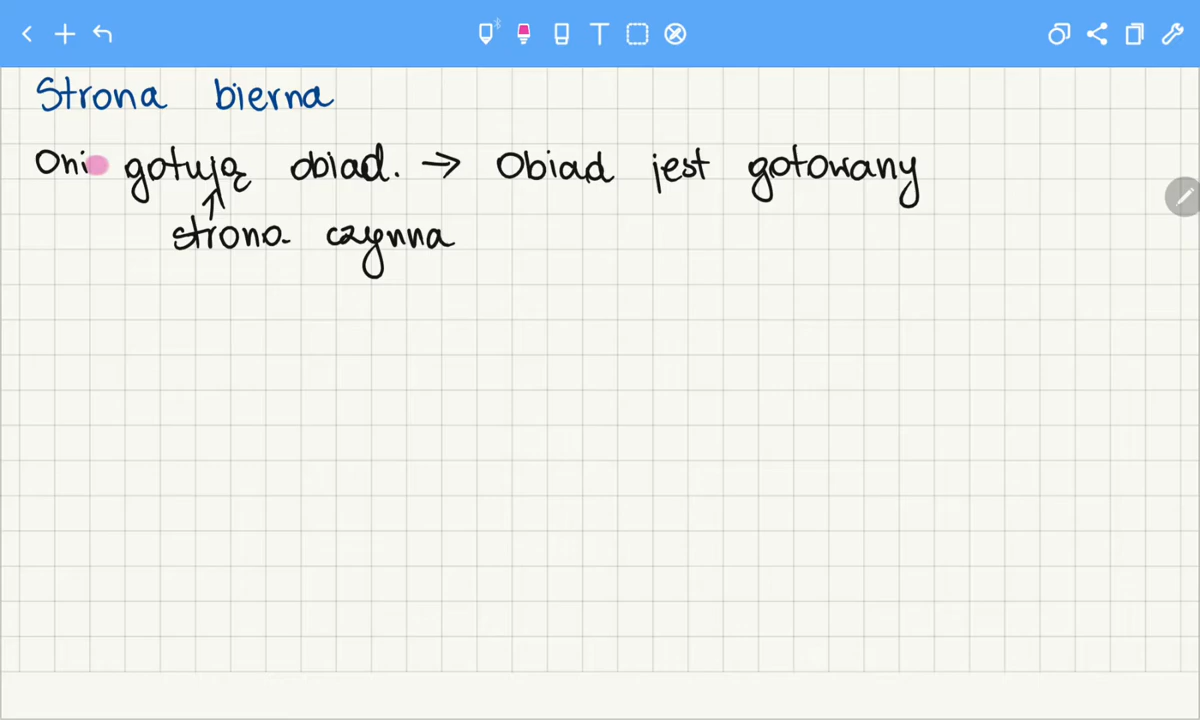 Strona bierna
Oni gotują obiad. → Obiad jest gotowany
strona czynna